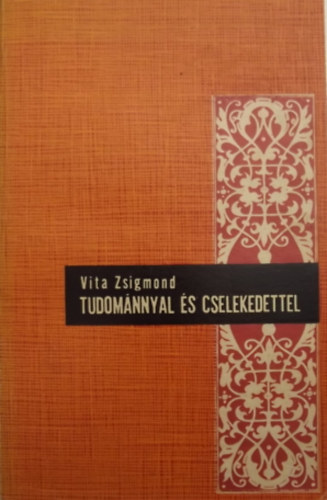 Vita Zsigmond
TUDOMÁNNYAL ÉS CSELEKEDETTEL